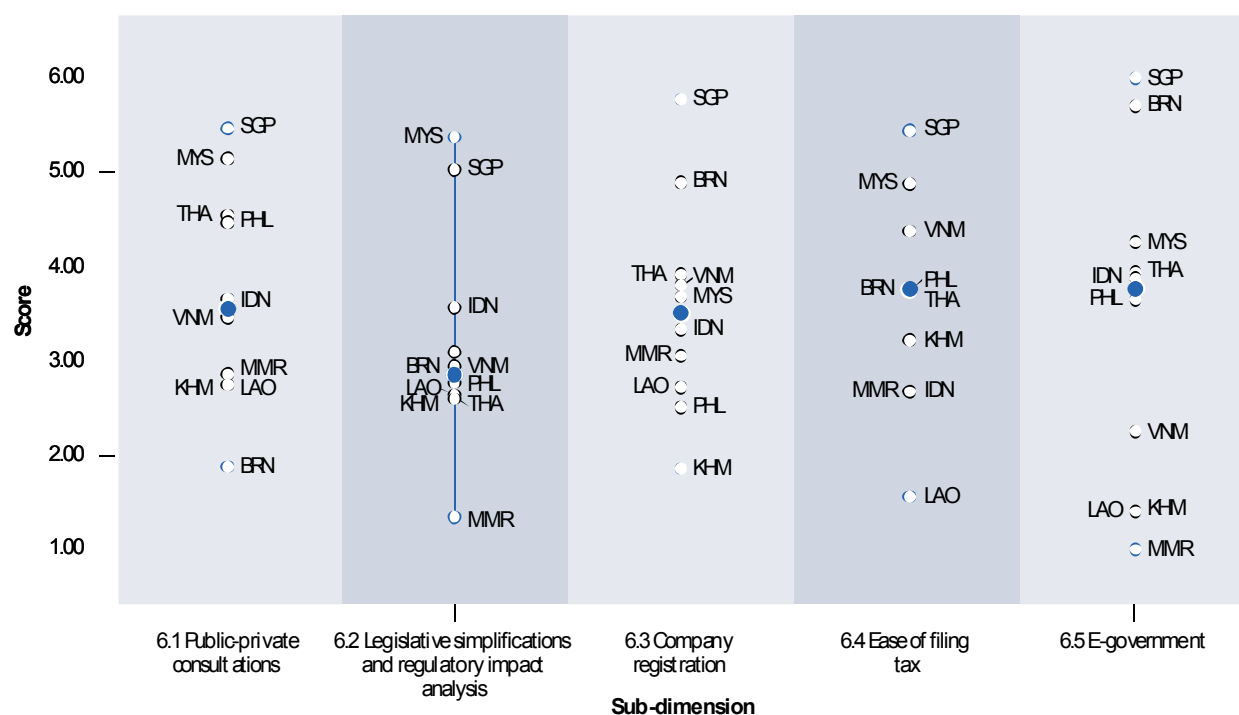 6.00
5.00
4.00
3.00
2.00
1.00
Score
SGP
MYS
THA
PHL
IDN
VNM
MMR
KHM
LAO
BRN
MYS
SGP
IDN
BRN
VNM
LAO
PHL
KHM
THA
MMR
SGP
BRN
THA
VNM
MYS
IDN
MMR
LAO
PHL
KHM
SGP
MYS
VNM
BRN
PHL
THA
KHM
MMR
IDN
LAO
SGP
BRN
MYS
IDN
THA
PHL
VNM
LAO
KHM
MMR
6.1 Public-private
consultations
6.2 Legislative simplifications
and regulatory impact
analysis
6.3 Company
registration
6.4 Ease of filing
tax
6.5 E-government
Sub-dimension